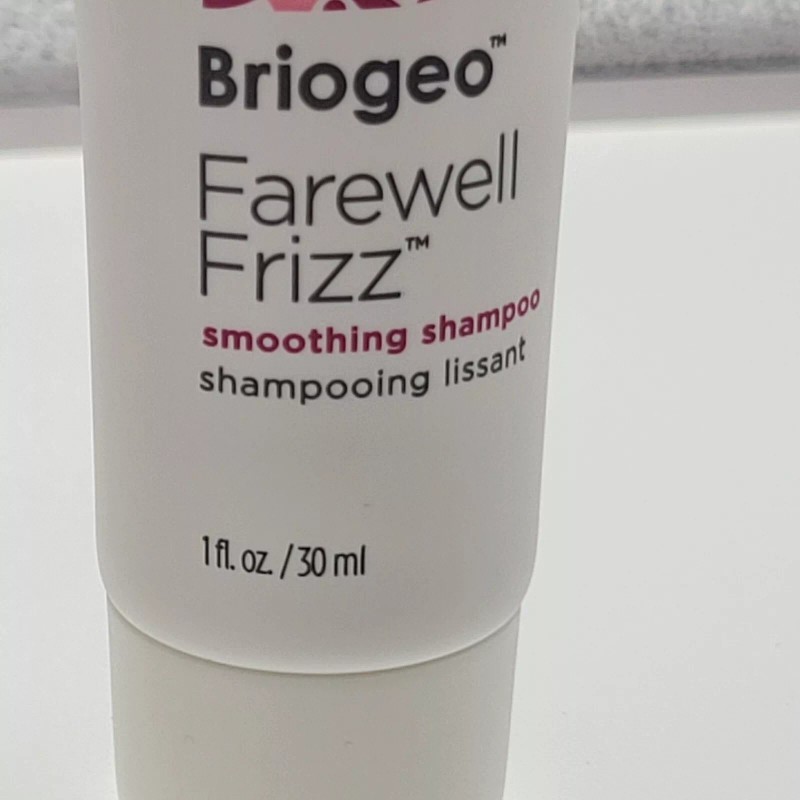 Briogeo™
Farewell
Frizz™
smoothing shampoo
shampooing lissant
1 fl. oz. / 30 ml